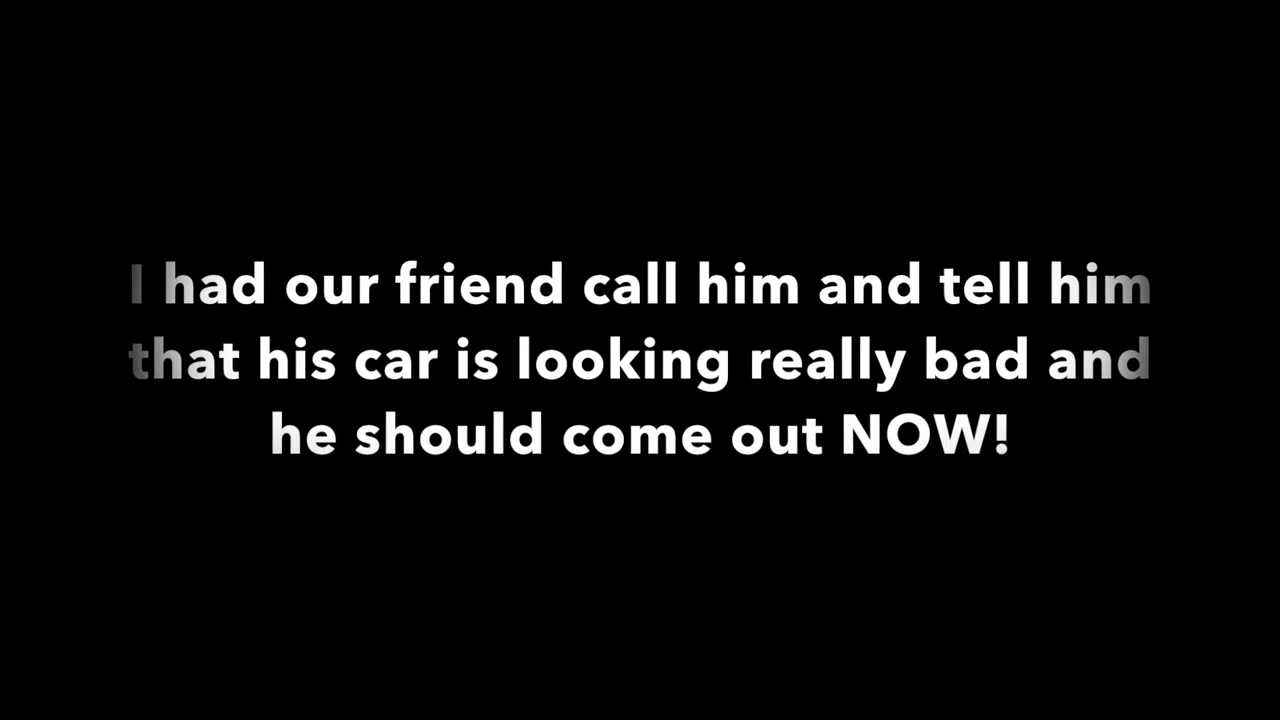 I had our friend call him and tell him
that his car is looking really bad and
he should come out NOW!